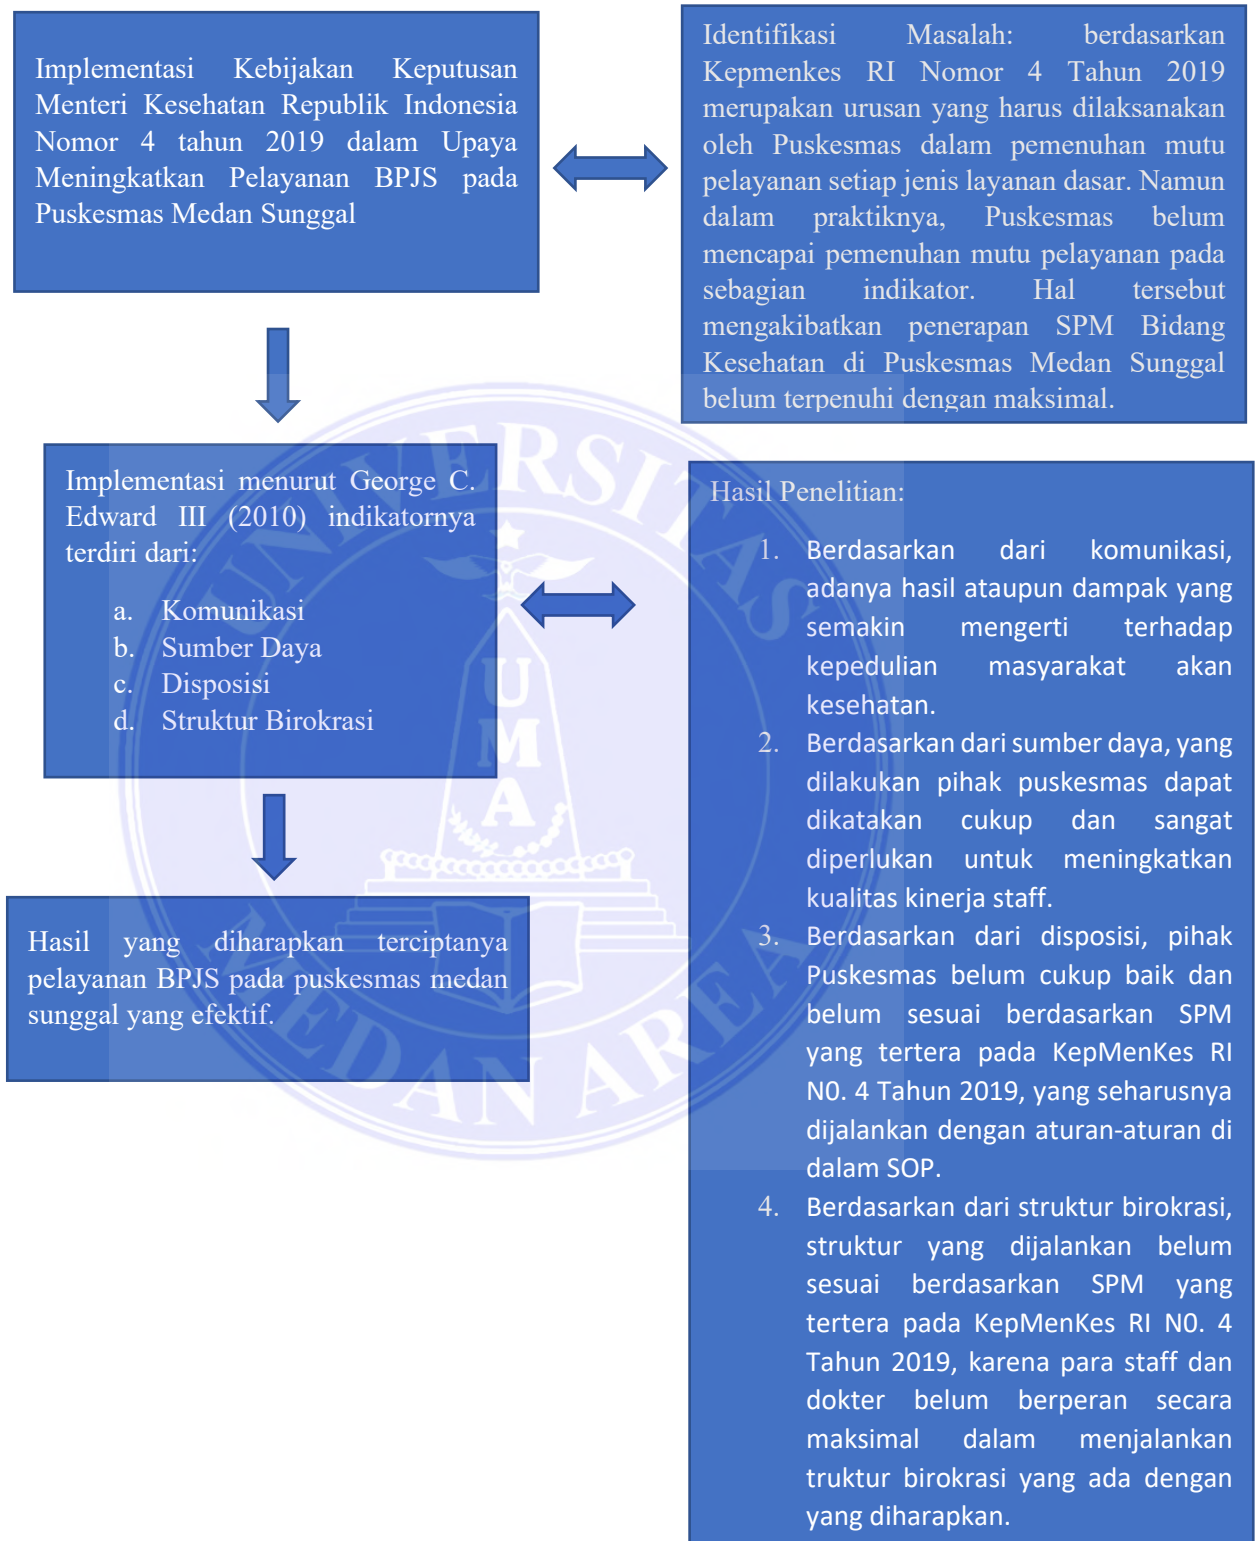 Implementasi Kebijakan Keputusan
Menteri Kesehatan Republik Indonesia
Nomor 4 tahun 2019 dalam Upaya
Meningkatkan Pelayanan BPJS pada
Puskesmas Medan Sunggal
Identifikasi Masalah: berdasarkan
Kepmenkes RI Nomor 4 Tahun 2019
merupakan urusan yang harus dilaksanakan
oleh Puskesmas dalam pemenuhan mutu
pelayanan setiap jenis layanan dasar. Namun
dalam praktiknya, Puskesmas belum
mencapai pemenuhan mutu pelayanan pada
sebagian indikator. Hal tersebut
mengakibatkan penerapan SPM Bidang
Kesehatan di Puskesmas Medan Sunggal
belum terpenuhi dengan maksimal.
Implementasi menurut George C.
Edward III (2010) indikatornya
terdiri dari:
a. Komunikasi
b. Sumber Daya
c. Disposisi
d. Struktur Birokrasi
Hasil Penelitian:
1. Berdasarkan dari komunikasi,
adanya hasil ataupun dampak yang
semakin mengerti terhadap
kepedulian masyarakat akan
kesehatan.
2. Berdasarkan dari sumber daya, yang
dilakukan pihak puskesmas dapat
dikatakan cukup dan sangat
diperlukan untuk meningkatkan
kualitas kinerja staff.
3. Berdasarkan dari disposisi, pihak
Puskesmas belum cukup baik dan
belum sesuai berdasarkan SPM
yang tertera pada KepMenKes RI
N0. 4 Tahun 2019, yang seharusnya
dijalankan dengan aturan-aturan di
dalam SOP.
4. Berdasarkan dari struktur birokrasi,
struktur yang dijalankan belum
sesuai berdasarkan SPM yang
tertera pada KepMenKes RI N0. 4
Tahun 2019, karena para staff dan
dokter belum berperan secara
maksimal dalam menjalankan
truktur birokrasi yang ada dengan
yang diharapkan.
Hasil yang diharapkan terciptanya
pelayanan BPJS pada puskesmas medan
sunggal yang efektif.
UNIVERSITAS
MEDAN AREA
UMA